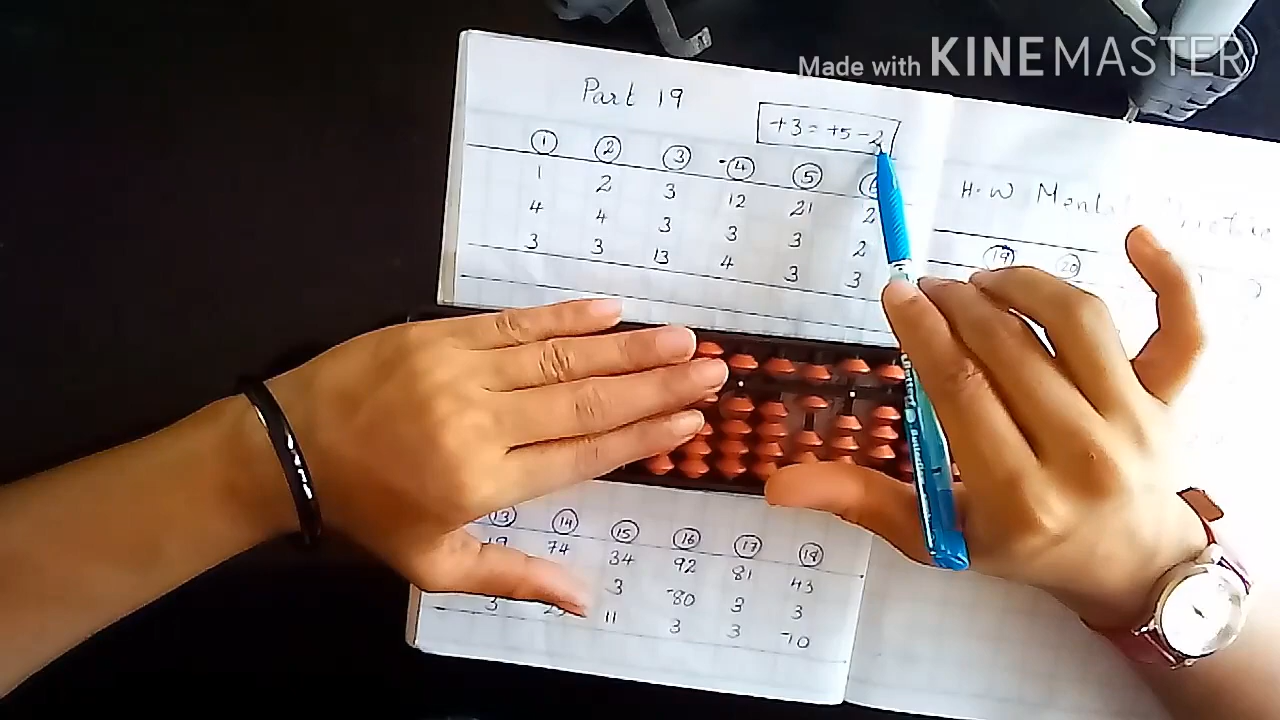 Made with KINEMASTER
Part 19
+3 = +5 - 2
1 2 3 4 5
1 2 3 12 21 2
4 4 3 3 3 2
3 3 13 4 3 3
H.W Mental
19 20
13 14 15 16 17 18
74 34 92 81 43
3 -80 3 3
3 11 3 3 -10